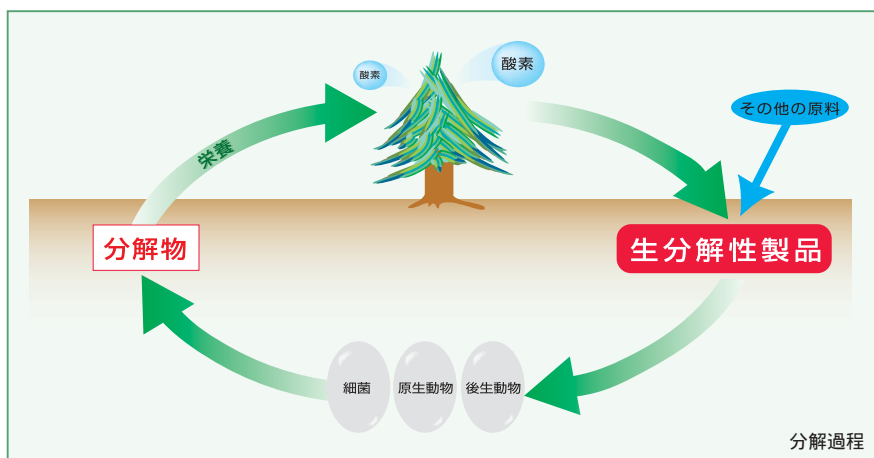 酸素
酸素
その他の原料
栄養
分解物
生分解性製品
細菌
原生動物
後生動物
分解過程